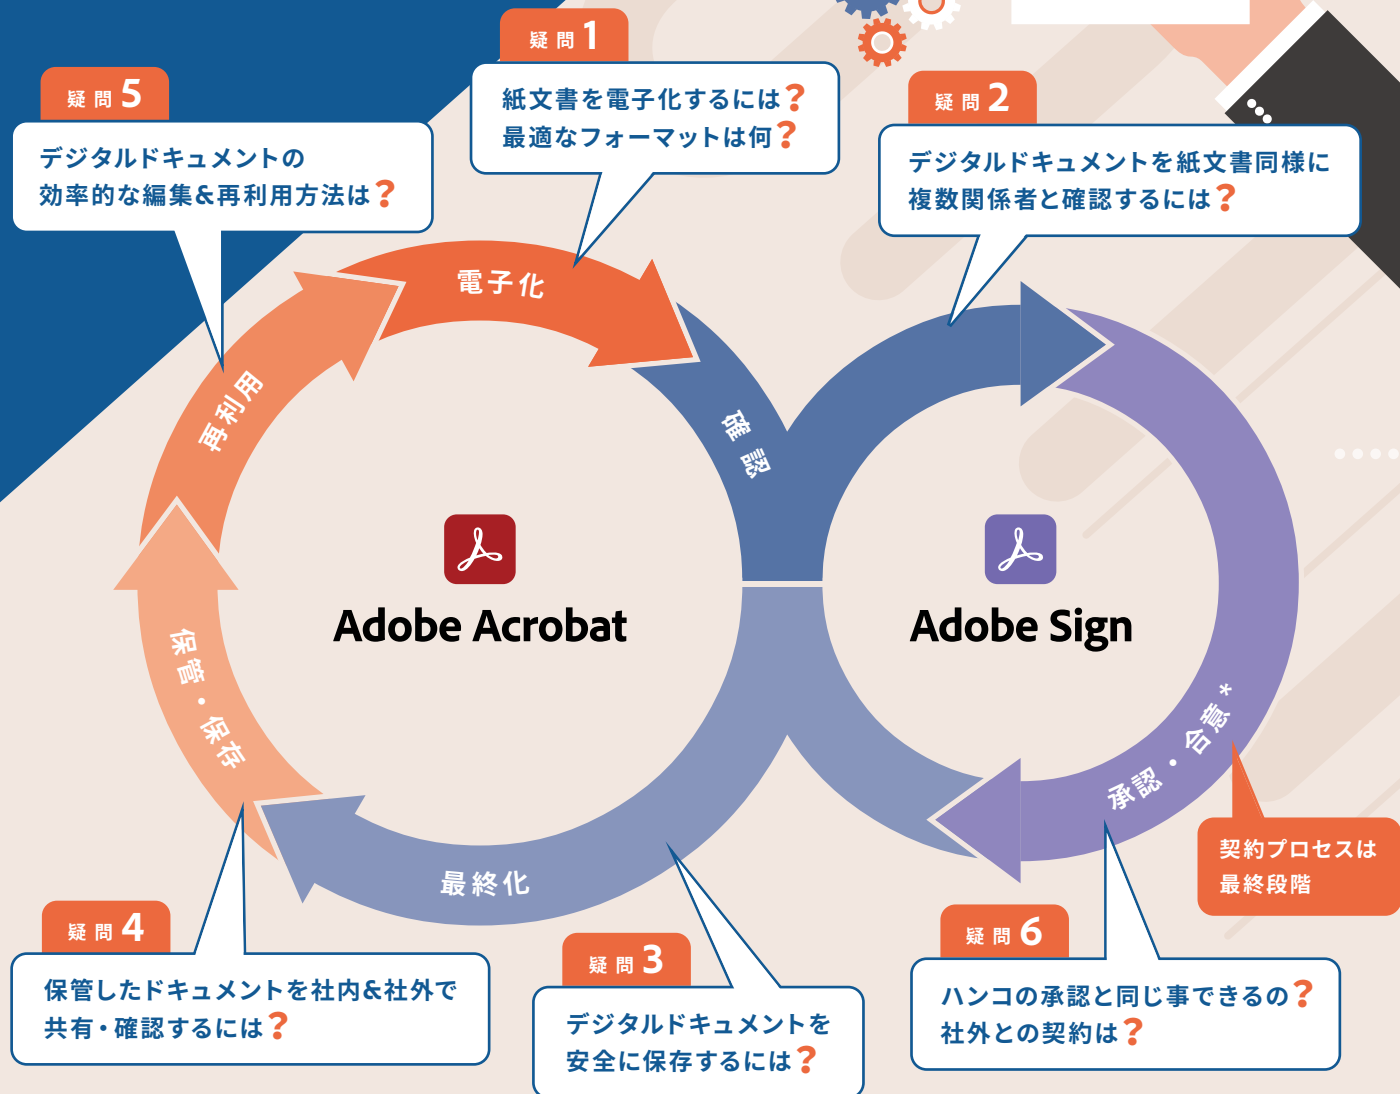 疑問1
紙文書を電子化するには？
最適なフォーマットは何？
疑問2
デジタルドキュメントを紙文書同様に
複数関係者と確認するには？
疑問5
デジタルドキュメントの
効率的な編集&再利用方法は？
電子化
確認
再利用
保管・保存
最終化
承認・合意*
Adobe Acrobat
Adobe Sign
契約プロセスは
最終段階
疑問4
保管したドキュメントを社内&社外で
共有・確認するには？
疑問3
デジタルドキュメントを
安全に保存するには？
疑問6
ハンコの承認と同じ事できるの？
社外との契約は？